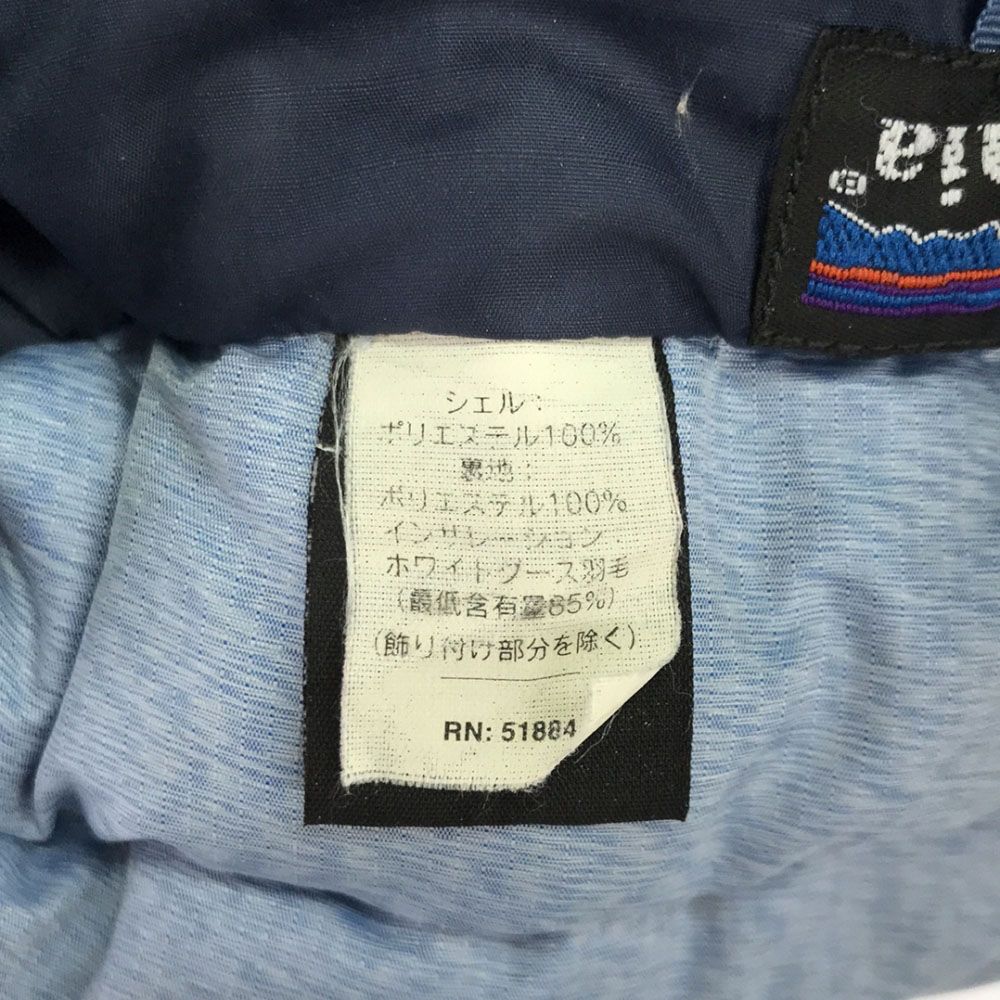 ia®
シェル:
ポリエステル100%
裏地:
ポリエステル100%
インサレーション:
ホワイトグース羽毛
(最低含有量85%)
(飾り付け部分を除く)
RN: 51884